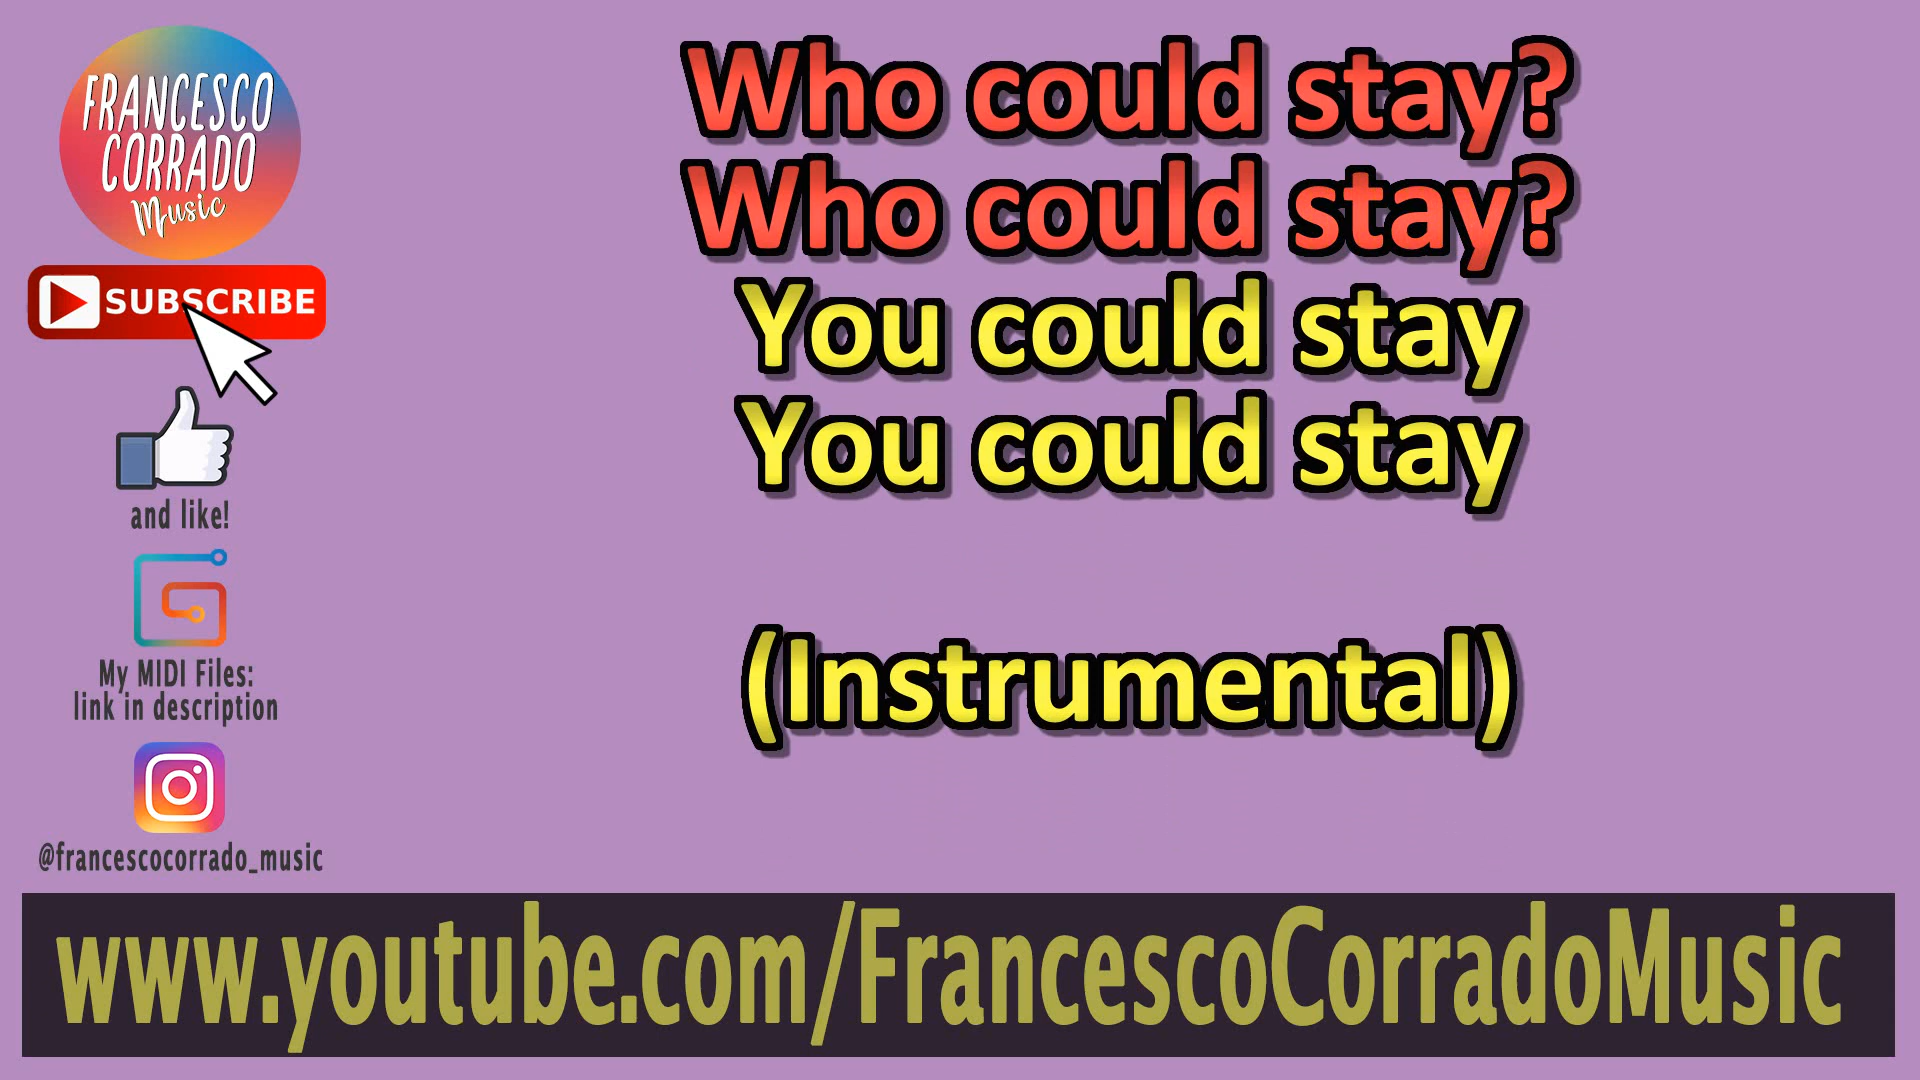 FRANCESCO
CORRADO
Music
SUBSCRIBE
and like!
My MIDI Files:
link in description
@francescocorrado_music
Who could stay?
Who could stay?
You could stay
You could stay
(Instrumental)
www.youtube.com/FrancescoCorradoMusic